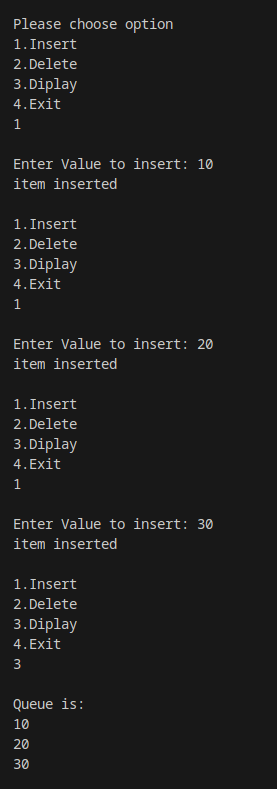 Please choose option
1.Insert
2.Delete
3.Diplay
4.Exit
1
Enter Value to insert: 10
item inserted
1.Insert
2.Delete
3.Diplay
4.Exit
1
Enter Value to insert: 20
item inserted
1.Insert
2.Delete
3.Diplay
4.Exit
1
Enter Value to insert: 30
item inserted
1.Insert
2.Delete
3.Diplay
4.Exit
3
Queue is:
10
20
30